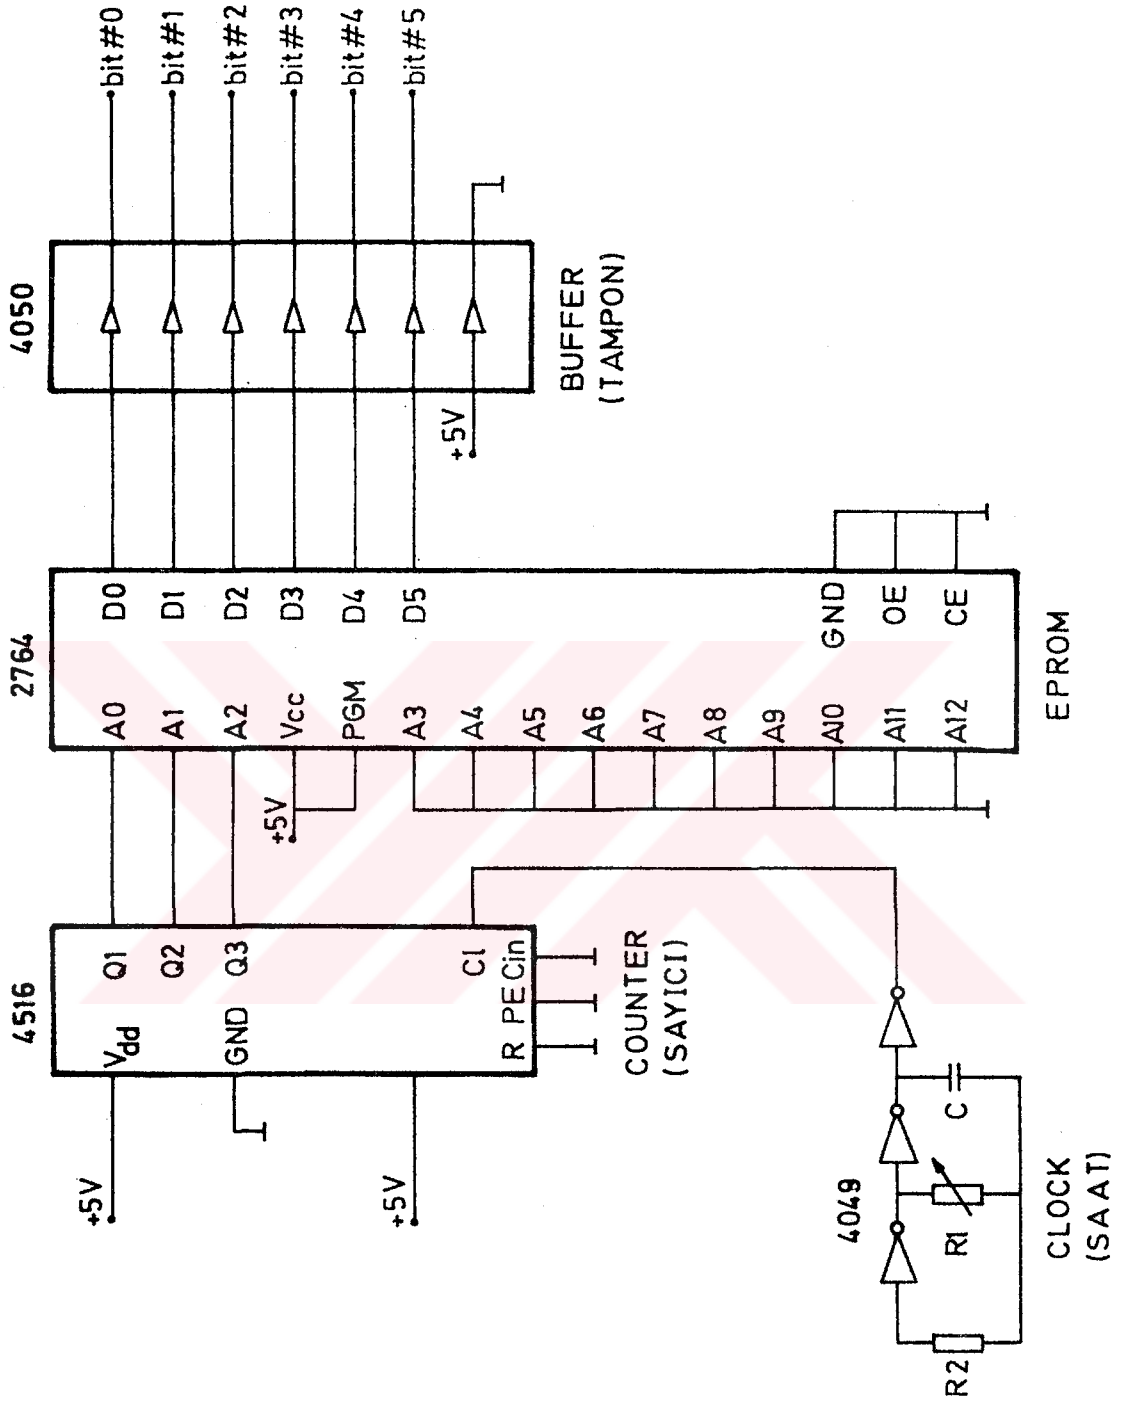 4516
Vdd
GND
Q1
Q2
Q3
Cl
R
PE
Cin
+5V
+5V
COUNTER
(SAYICI)
4049
R1
R2
C
CLOCK
(SAAT)
2764
A0
A1
A2
Vcc
PGM
A3
A4
A5
A6
A7
A8
A9
A10
A11
A12
+5V
D0
D1
D2
D3
D4
D5
GND
OE
CE
EPROM
4050
+5V
BUFFER
(TAMPON)
bit#0
bit#1
bit#2
bit#3
bit#4
bit#5